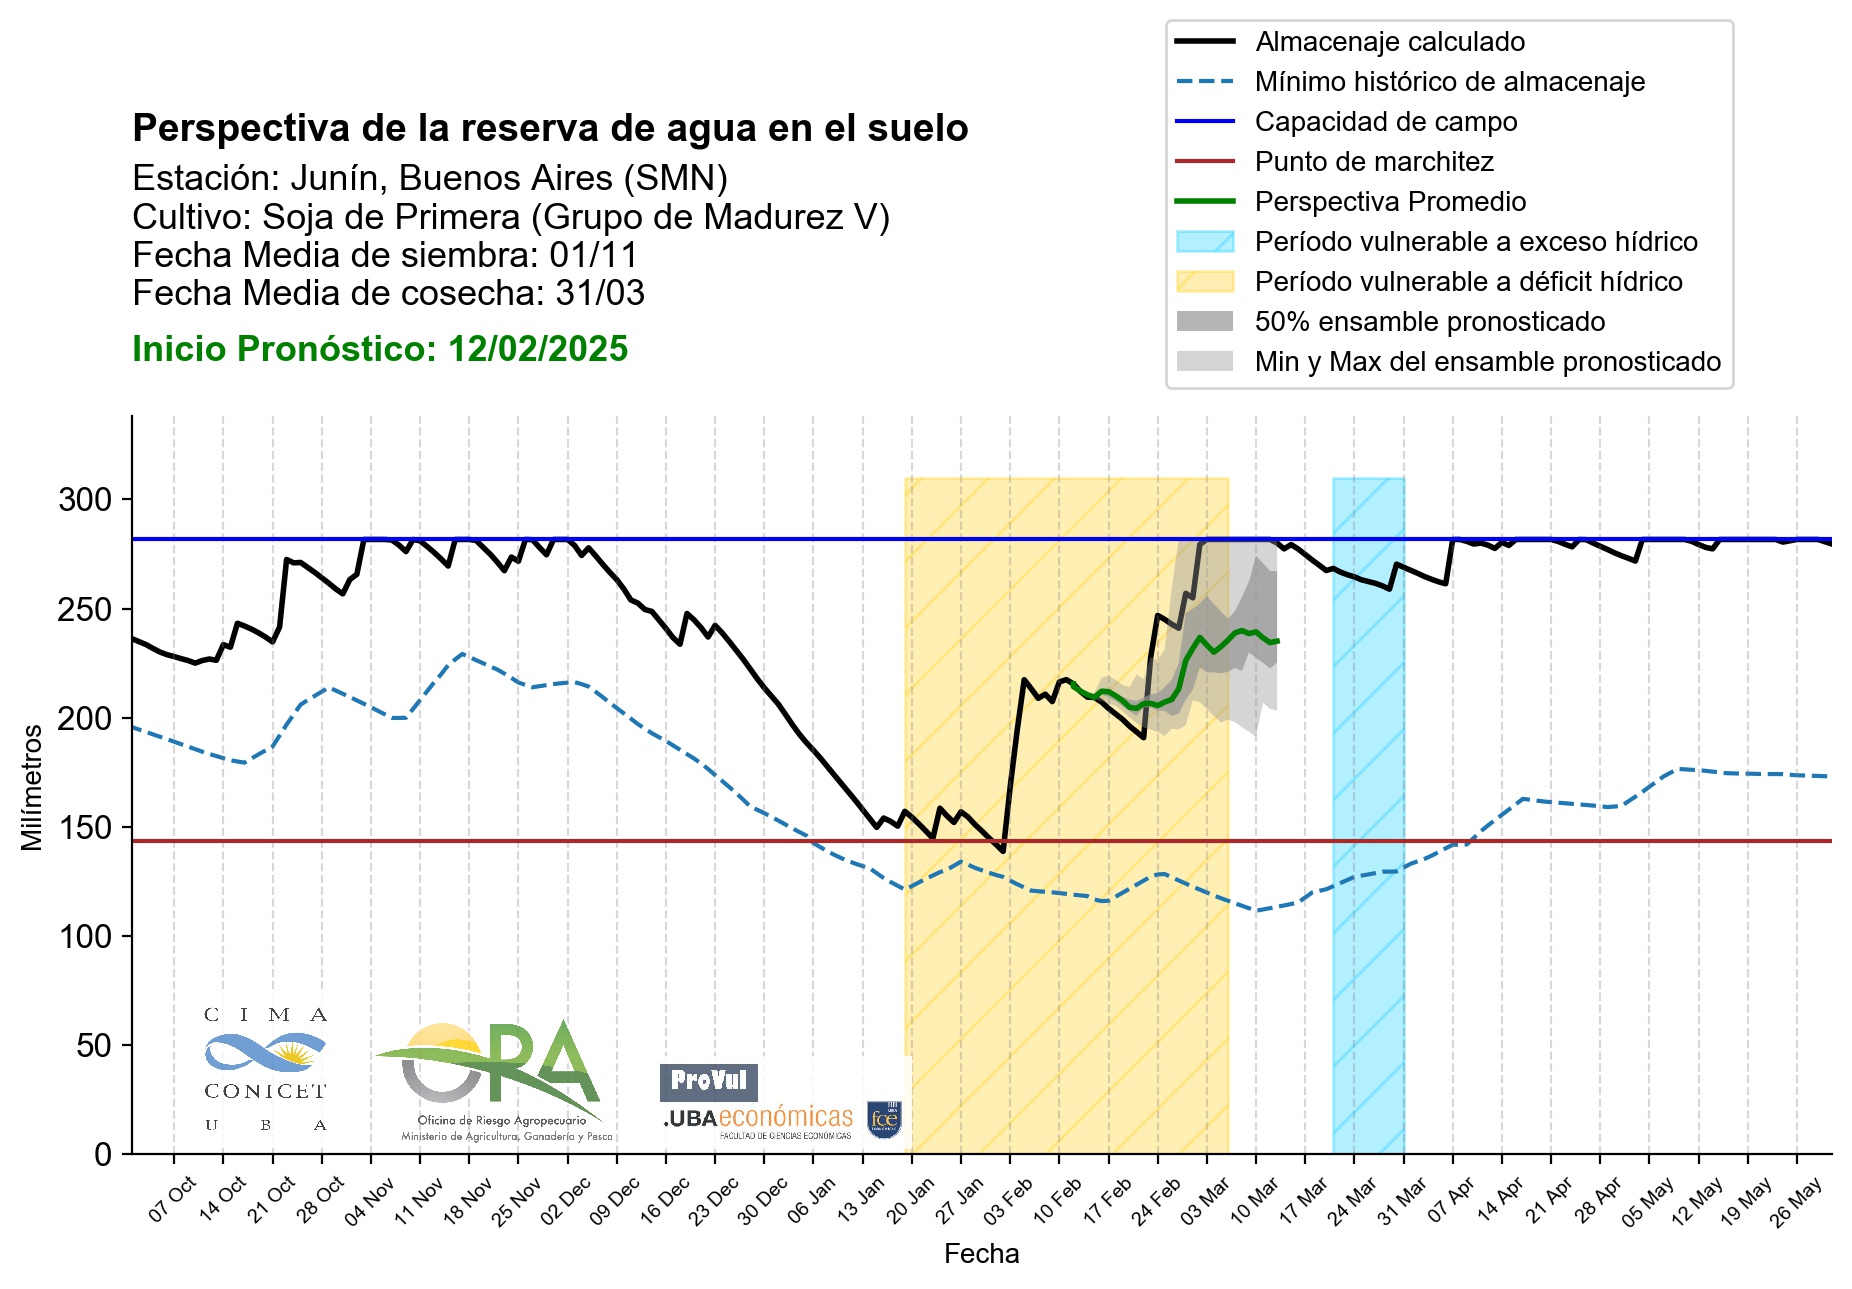 Almacenaje calculado
Mínimo histórico de almacenaje
Capacidad de campo
Punto de marchitez
Perspectiva Promedio
Período vulnerable a exceso hídrico
Período vulnerable a déficit hídrico
50% ensamble pronosticado
Min y Max del ensamble pronosticado
Perspectiva de la reserva de agua en el suelo
Estación: Junín, Buenos Aires (SMN)
Cultivo: Soja de Primera (Grupo de Madurez V)
Fecha Media de siembra: 01/11
Fecha Media de cosecha: 31/03
Inicio Pronóstico: 12/02/2025
Milímetros
300
250
200
150
100
50
0
CIMA
CONICET
UBA
ORA
Oficina de Riesgo Agropecuario
Ministerio de Agricultura, Ganadería y Pesca
ProVul
.UBAeconómicas
FACULTAD DE CIENCIAS ECONÓMICAS
fce
07 Oct
14 Oct
21 Oct
28 Oct
04 Nov
11 Nov
18 Nov
25 Nov
02 Dec
09 Dec
16 Dec
23 Dec
30 Dec
06 Jan
13 Jan
20 Jan
27 Jan
03 Feb
10 Feb
17 Feb
24 Feb
03 Mar
10 Mar
17 Mar
24 Mar
31 Mar
07 Apr
14 Apr
21 Apr
28 Apr
05 May
12 May
19 May
26 May
Fecha